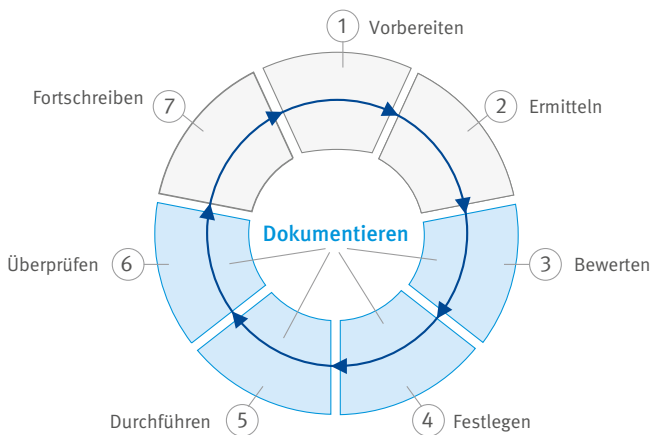 1 Vorbereiten
2 Ermitteln
3 Bewerten
4 Festlegen
5 Durchführen
6 Überprüfen
7 Fortschreiben
Dokumentieren